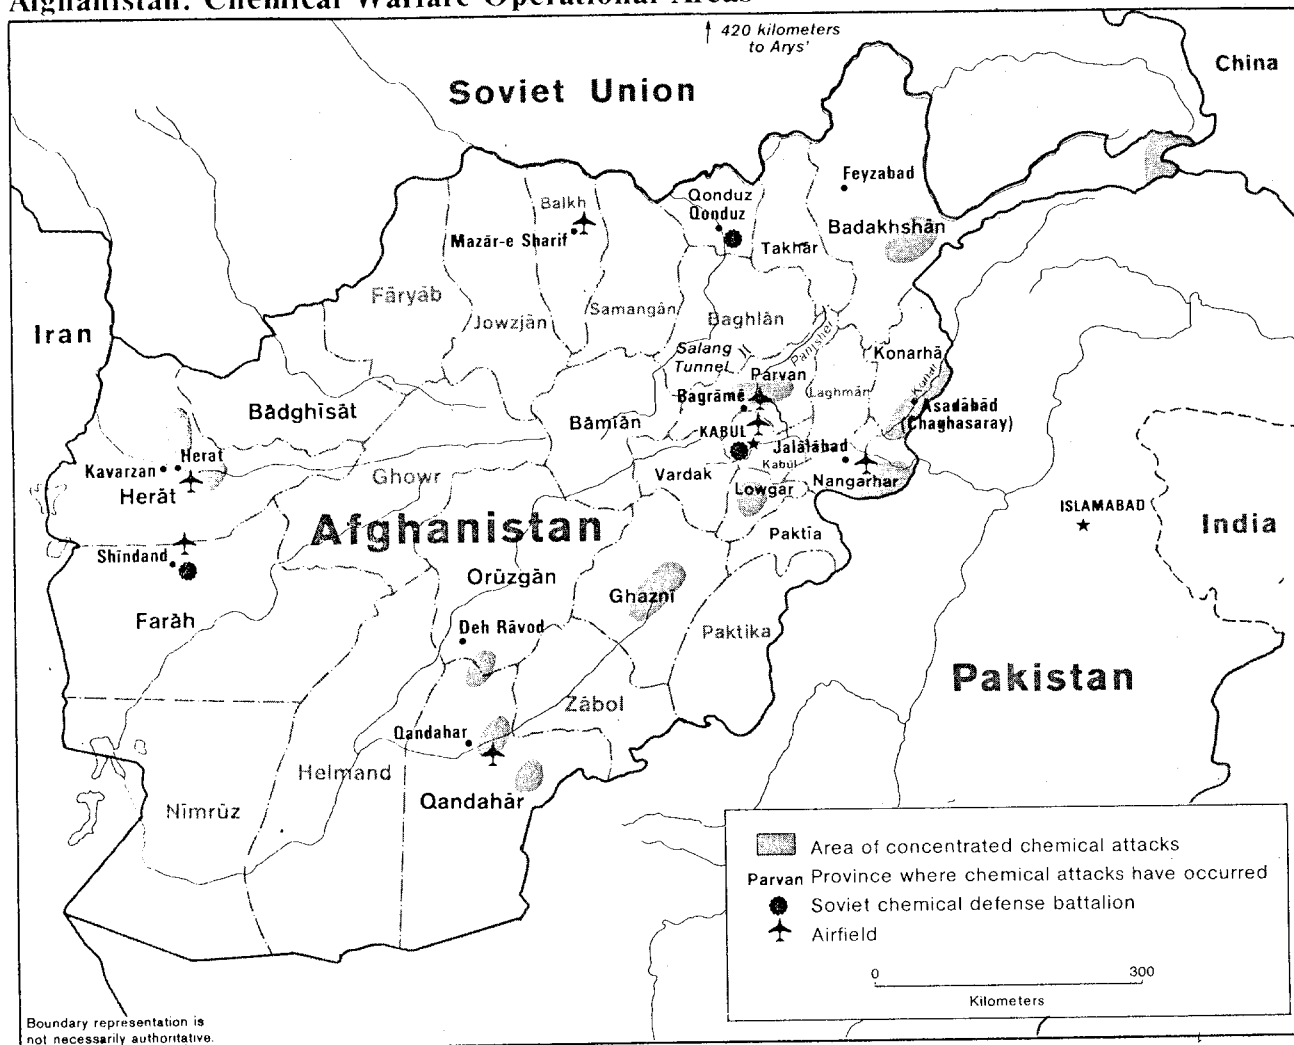 Afghanistan: Chemical Warfare Operational Areas
420 kilometers
to Arys'
China
Soviet Union
Feyzabad
Balkh
Qonduz
Qonduz
Badakhshān
Mazār-e Sharif
Takhār
Fāryāb
Samangān
Jowzjān
Baghlān
Iran
Salang
Tunnel
Panjsher
Konarhā
Parvan
Konar
Laghmān
Bagrāmē
Bādghīsāt
Asadābād
(Chaghasaray)
Bāmīān
KABUL
Jalālābād
Herat
Kavarzan
Kabul
Ghowr
Vardak
Nangarhar
Herāt
Lowgar
ISLAMABAD
India
Afghanistan
Paktīa
Shīndand
Orūzgān
Ghaznī
Farāh
Deh Rāvod
Paktika
Pakistan
Zābol
Qandahar
Helmand
Qandahār
Nīmrūz
Area of concentrated chemical attacks
Parvan Province where chemical attacks have occurred
Soviet chemical defense battalion
Airfield
0 300
Kilometers
Boundary representation is
not necessarily authoritative.